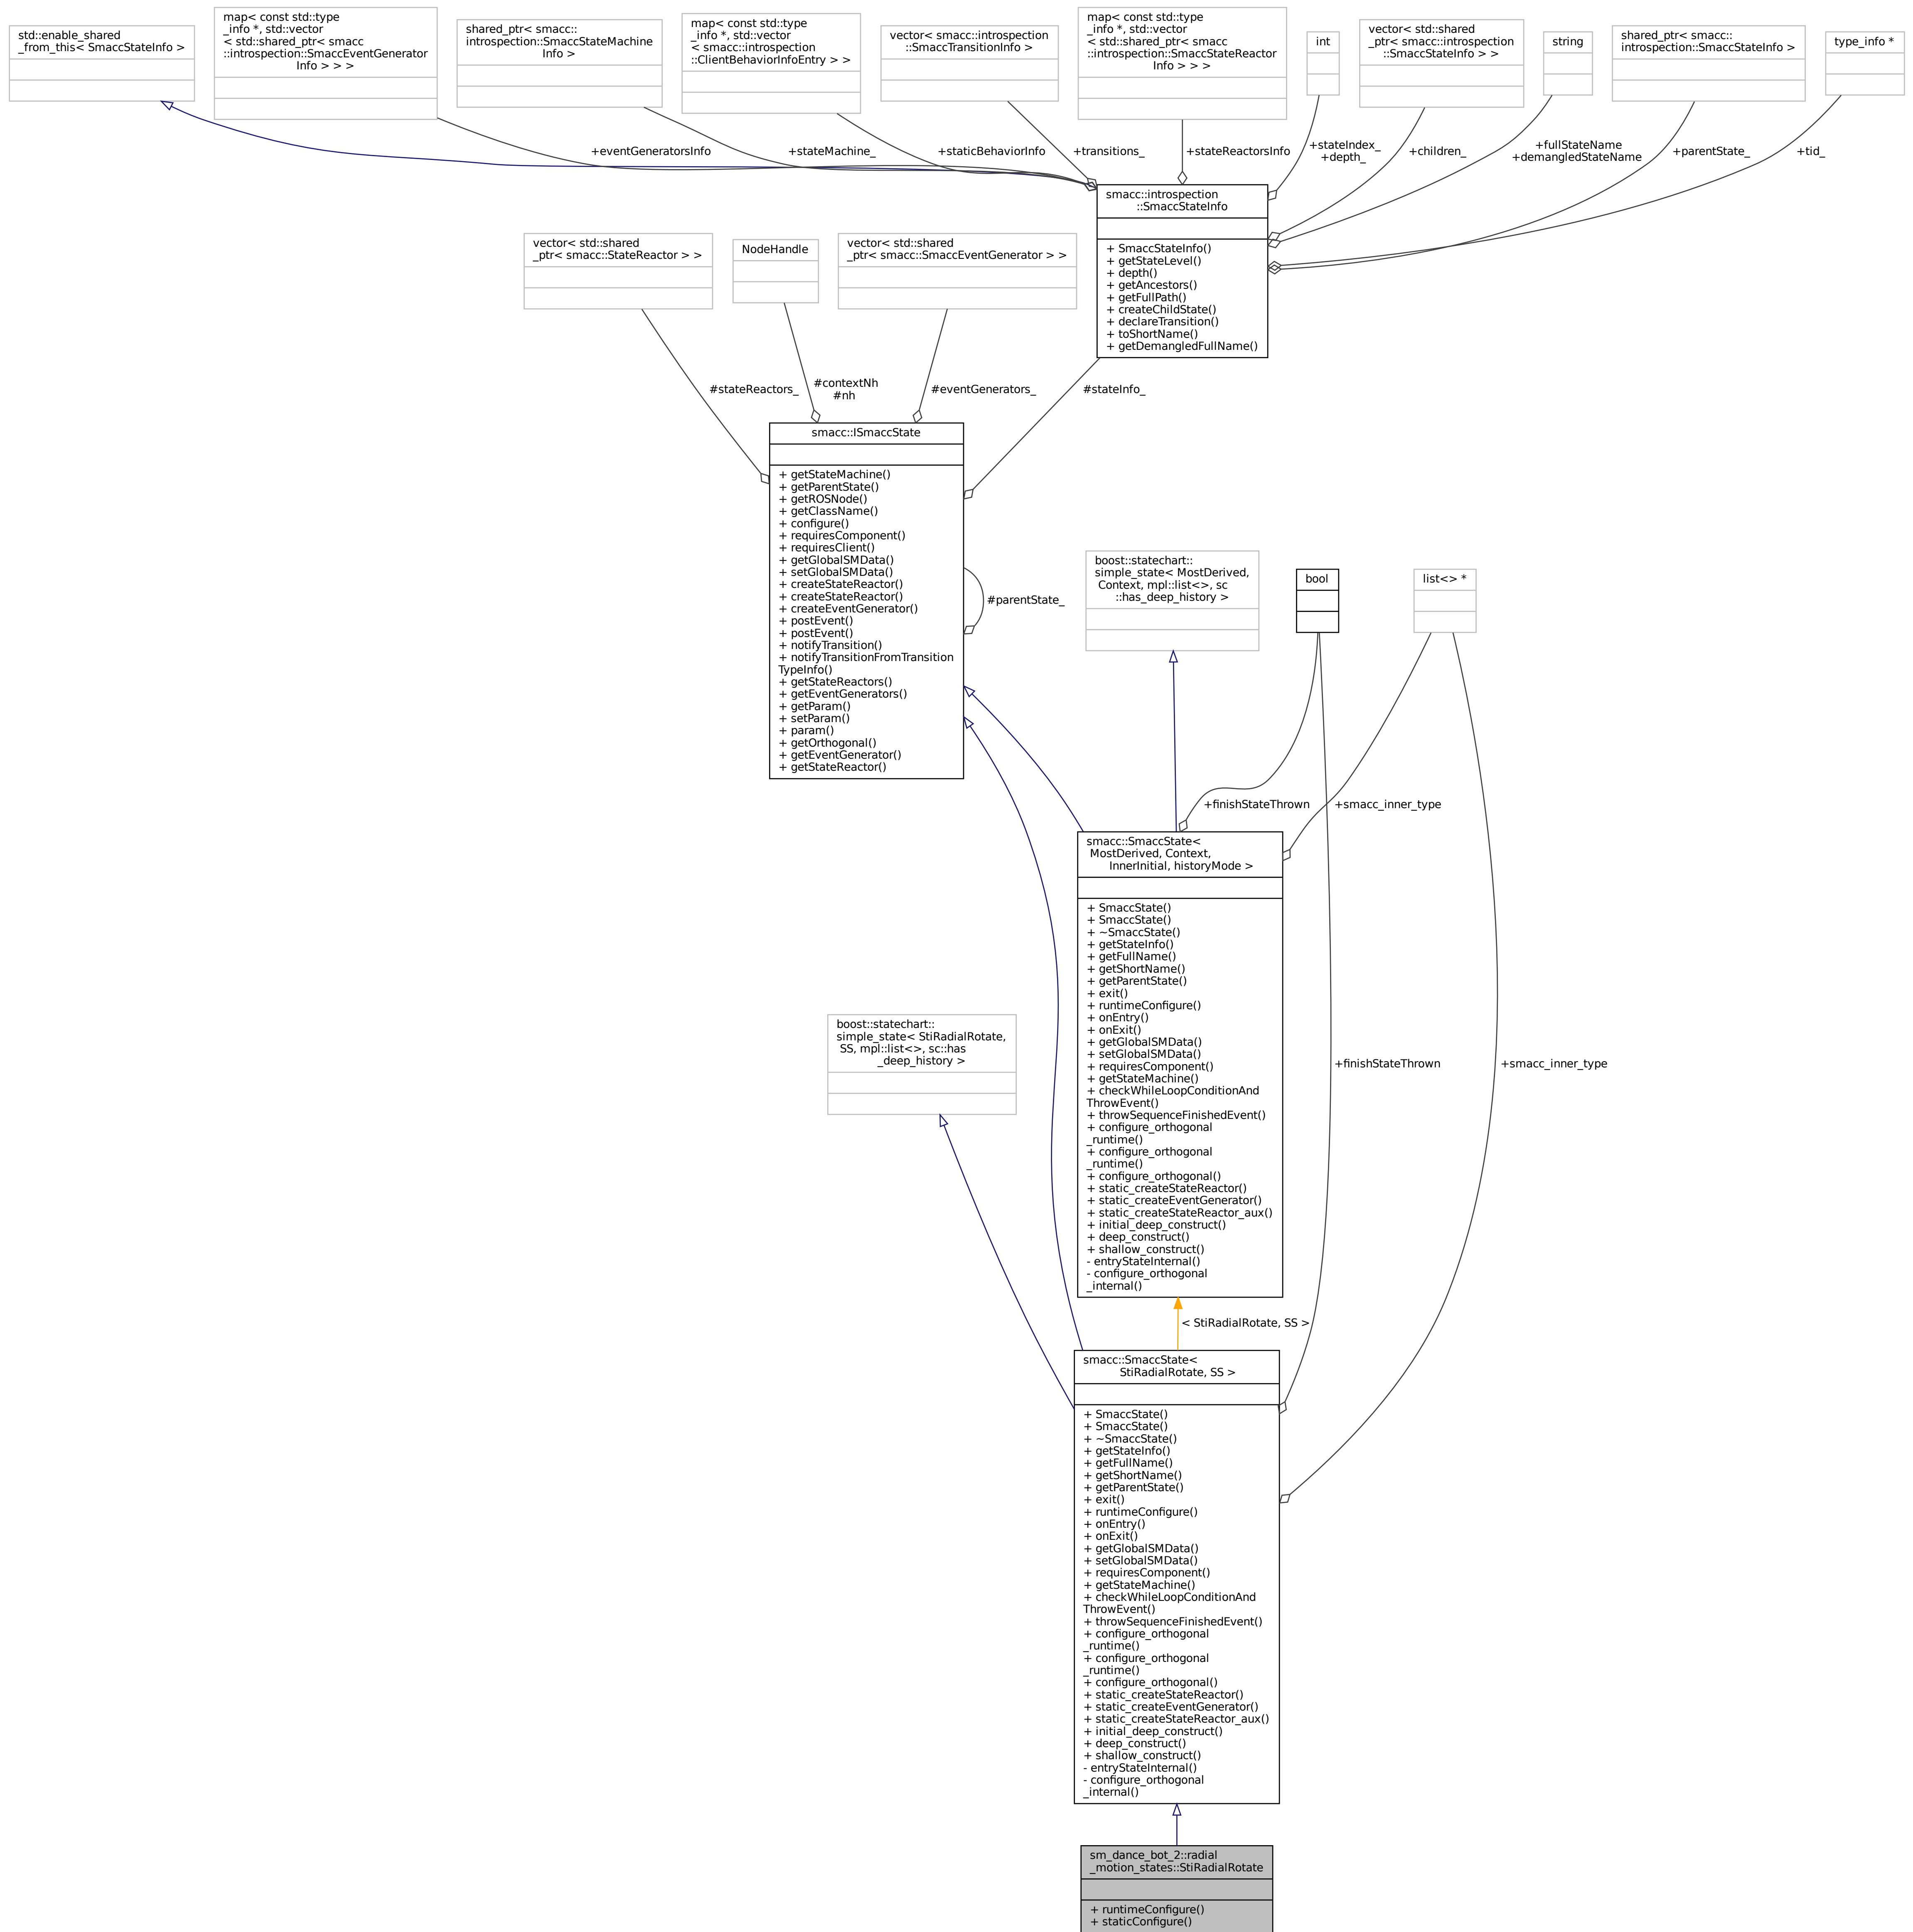 std::enable_shared
_from_this< SmaccStateInfo >
map< const std::type
_info *, std::vector
< std::shared_ptr< smacc
::introspection::SmaccEventGenerator
Info > > >
shared_ptr< smacc::
introspection::SmaccStateMachine
Info >
map< const std::type
_info *, std::vector
< smacc::introspection
::ClientBehaviorInfoEntry > >
vector< smacc::introspection
::SmaccTransitionInfo >
map< const std::type
_info *, std::vector
< std::shared_ptr< smacc
::introspection::SmaccStateReactor
Info > > >
int
vector< std::shared
_ptr< smacc::introspection
::SmaccStateInfo > >
string
shared_ptr< smacc::
introspection::SmaccStateInfo >
type_info *
+eventGeneratorsInfo
+stateMachine_
+staticBehaviorInfo
+transitions_
+stateReactorsInfo
+stateIndex_
+depth_
+children_
+fullStateName
+demangledStateName
+parentState_
+tid_
smacc::introspection
::SmaccStateInfo
+ SmaccStateInfo()
+ getStateLevel()
+ depth()
+ getAncestors()
+ getFullPath()
+ createChildState()
+ declareTransition()
+ toShortName()
+ getDemangledFullName()
vector< std::shared
_ptr< smacc::StateReactor > >
NodeHandle
vector< std::shared
_ptr< smacc::SmaccEventGenerator > >
#stateReactors_
#contextNh
#nh
#eventGenerators_
#stateInfo_
smacc::ISmaccState
+ getStateMachine()
+ getParentState()
+ getROSNode()
+ getClassName()
+ configure()
+ requiresComponent()
+ requiresClient()
+ getGlobalSMData()
+ setGlobalSMData()
+ createStateReactor()
+ createStateReactor()
+ createEventGenerator()
+ postEvent()
+ postEvent()
+ notifyTransition()
+ notifyTransitionFromTransition
TypeInfo()
+ getStateReactors()
+ getEventGenerators()
+ getParam()
+ setParam()
+ param()
+ getOrthogonal()
+ getEventGenerator()
+ getStateReactor()
#parentState_
boost::statechart::
simple_state< MostDerived,
Context, mpl::list<>, sc
::has_deep_history >
bool
list<> *
+finishStateThrown
+smacc_inner_type
smacc::SmaccState<
MostDerived, Context,
InnerInitial, historyMode >
+ SmaccState()
+ SmaccState()
+ ~SmaccState()
+ getStateInfo()
+ getFullName()
+ getShortName()
+ getParentState()
+ exit()
+ runtimeConfigure()
+ onEntry()
+ onExit()
+ getGlobalSMData()
+ setGlobalSMData()
+ requiresComponent()
+ getStateMachine()
+ checkWhileLoopConditionAnd
ThrowEvent()
+ throwSequenceFinishedEvent()
+ configure_orthogonal
_runtime()
+ configure_orthogonal
_runtime()
+ configure_orthogonal()
+ static_createStateReactor()
+ static_createEventGenerator()
+ static_createStateReactor_aux()
+ initial_deep_construct()
+ deep_construct()
+ shallow_construct()
- entryStateInternal()
- configure_orthogonal
_internal()
boost::statechart::
simple_state< StiRadialRotate,
SS, mpl::list<>, sc::has
_deep_history >
+finishStateThrown
+smacc_inner_type
< StiRadialRotate, SS >
smacc::SmaccState<
StiRadialRotate, SS >
+ SmaccState()
+ SmaccState()
+ ~SmaccState()
+ getStateInfo()
+ getFullName()
+ getShortName()
+ getParentState()
+ exit()
+ runtimeConfigure()
+ onEntry()
+ onExit()
+ getGlobalSMData()
+ setGlobalSMData()
+ requiresComponent()
+ getStateMachine()
+ checkWhileLoopConditionAnd
ThrowEvent()
+ throwSequenceFinishedEvent()
+ configure_orthogonal
_runtime()
+ configure_orthogonal
_runtime()
+ configure_orthogonal()
+ static_createStateReactor()
+ static_createEventGenerator()
+ static_createStateReactor_aux()
+ initial_deep_construct()
+ deep_construct()
+ shallow_construct()
- entryStateInternal()
- configure_orthogonal
_internal()
sm_dance_bot_2::radial
_motion_states::StiRadialRotate
+ runtimeConfigure()
+ staticConfigure()